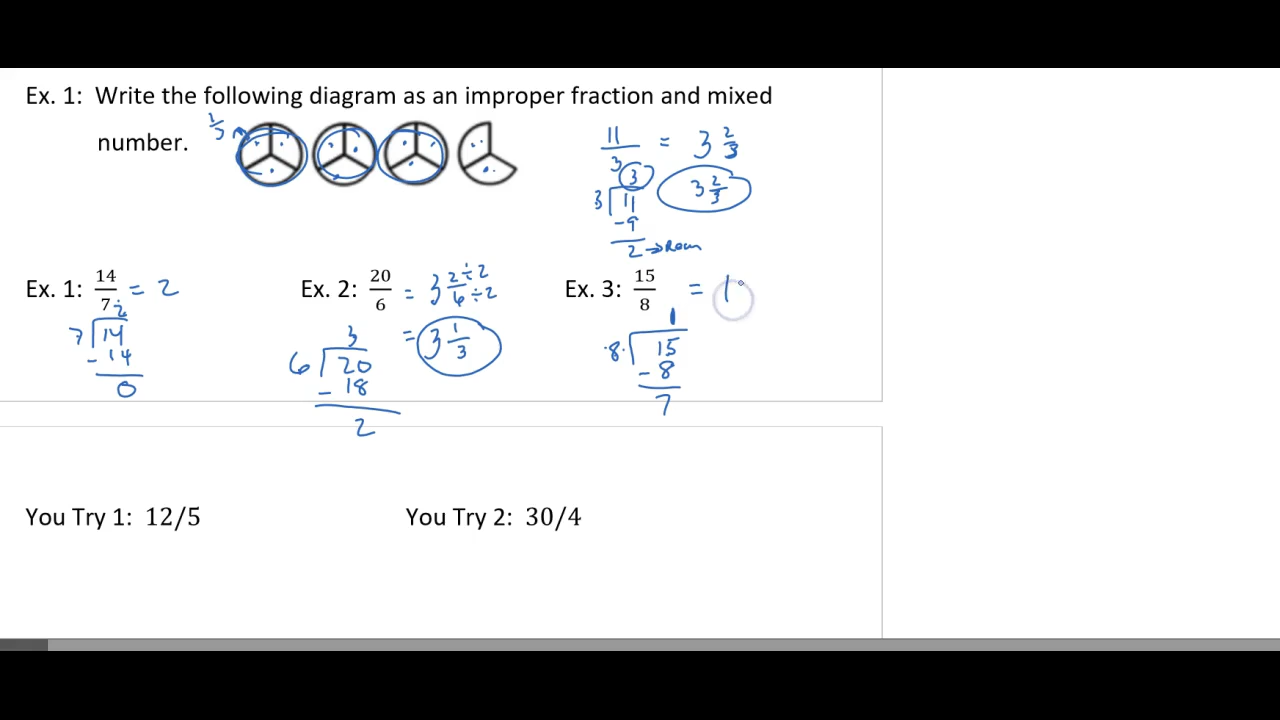 Ex. 1: Write the following diagram as an improper fraction and mixed
number.
1/3
11/3 = 3 2/3
3
3 2/3
3 11
-9
2 → Rem
Ex. 1: 14/7 = 2
2
7 14
- 14
0
Ex. 2: 20/6 = 3 2÷2/6÷2
= 3 1/3
3
6 20
- 18
2
Ex. 3: 15/8 = 1
1
8 15
- 8
7
You Try 1: 12/5
You Try 2: 30/4